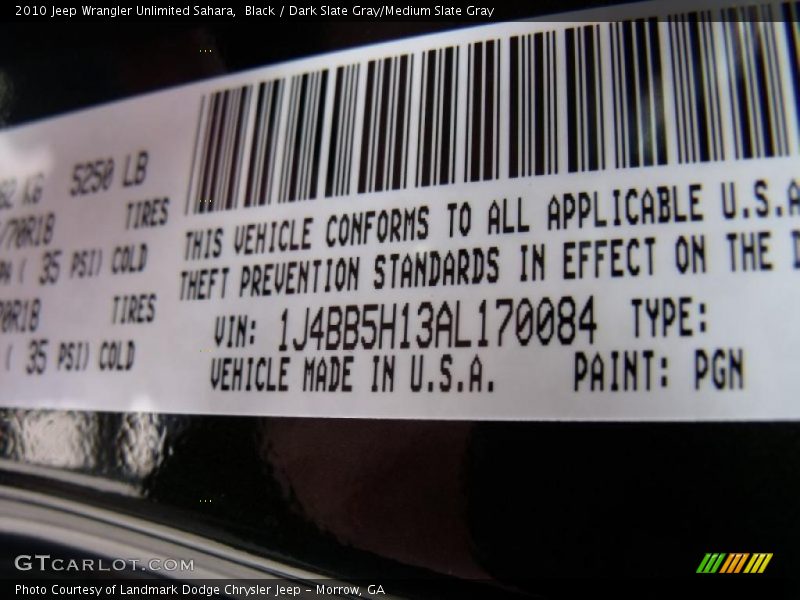 2010 Jeep Wrangler Unlimited Sahara, Black / Dark Slate Gray/Medium Slate Gray
KG 5250 LB
/70R18 TIRES
( 35 PSI) COLD
TIRES
( 35 PSI) COLD
THIS VEHICLE CONFORMS TO ALL APPLICABLE U.S.A
THEFT PREVENTION STANDARDS IN EFFECT ON THE D
VIN: 1J4BB5H13AL170084 TYPE:
VEHICLE MADE IN U.S.A. PAINT: PGN
GTCARLOT.COM
Photo Courtesy of Landmark Dodge Chrysler Jeep – Morrow, GA